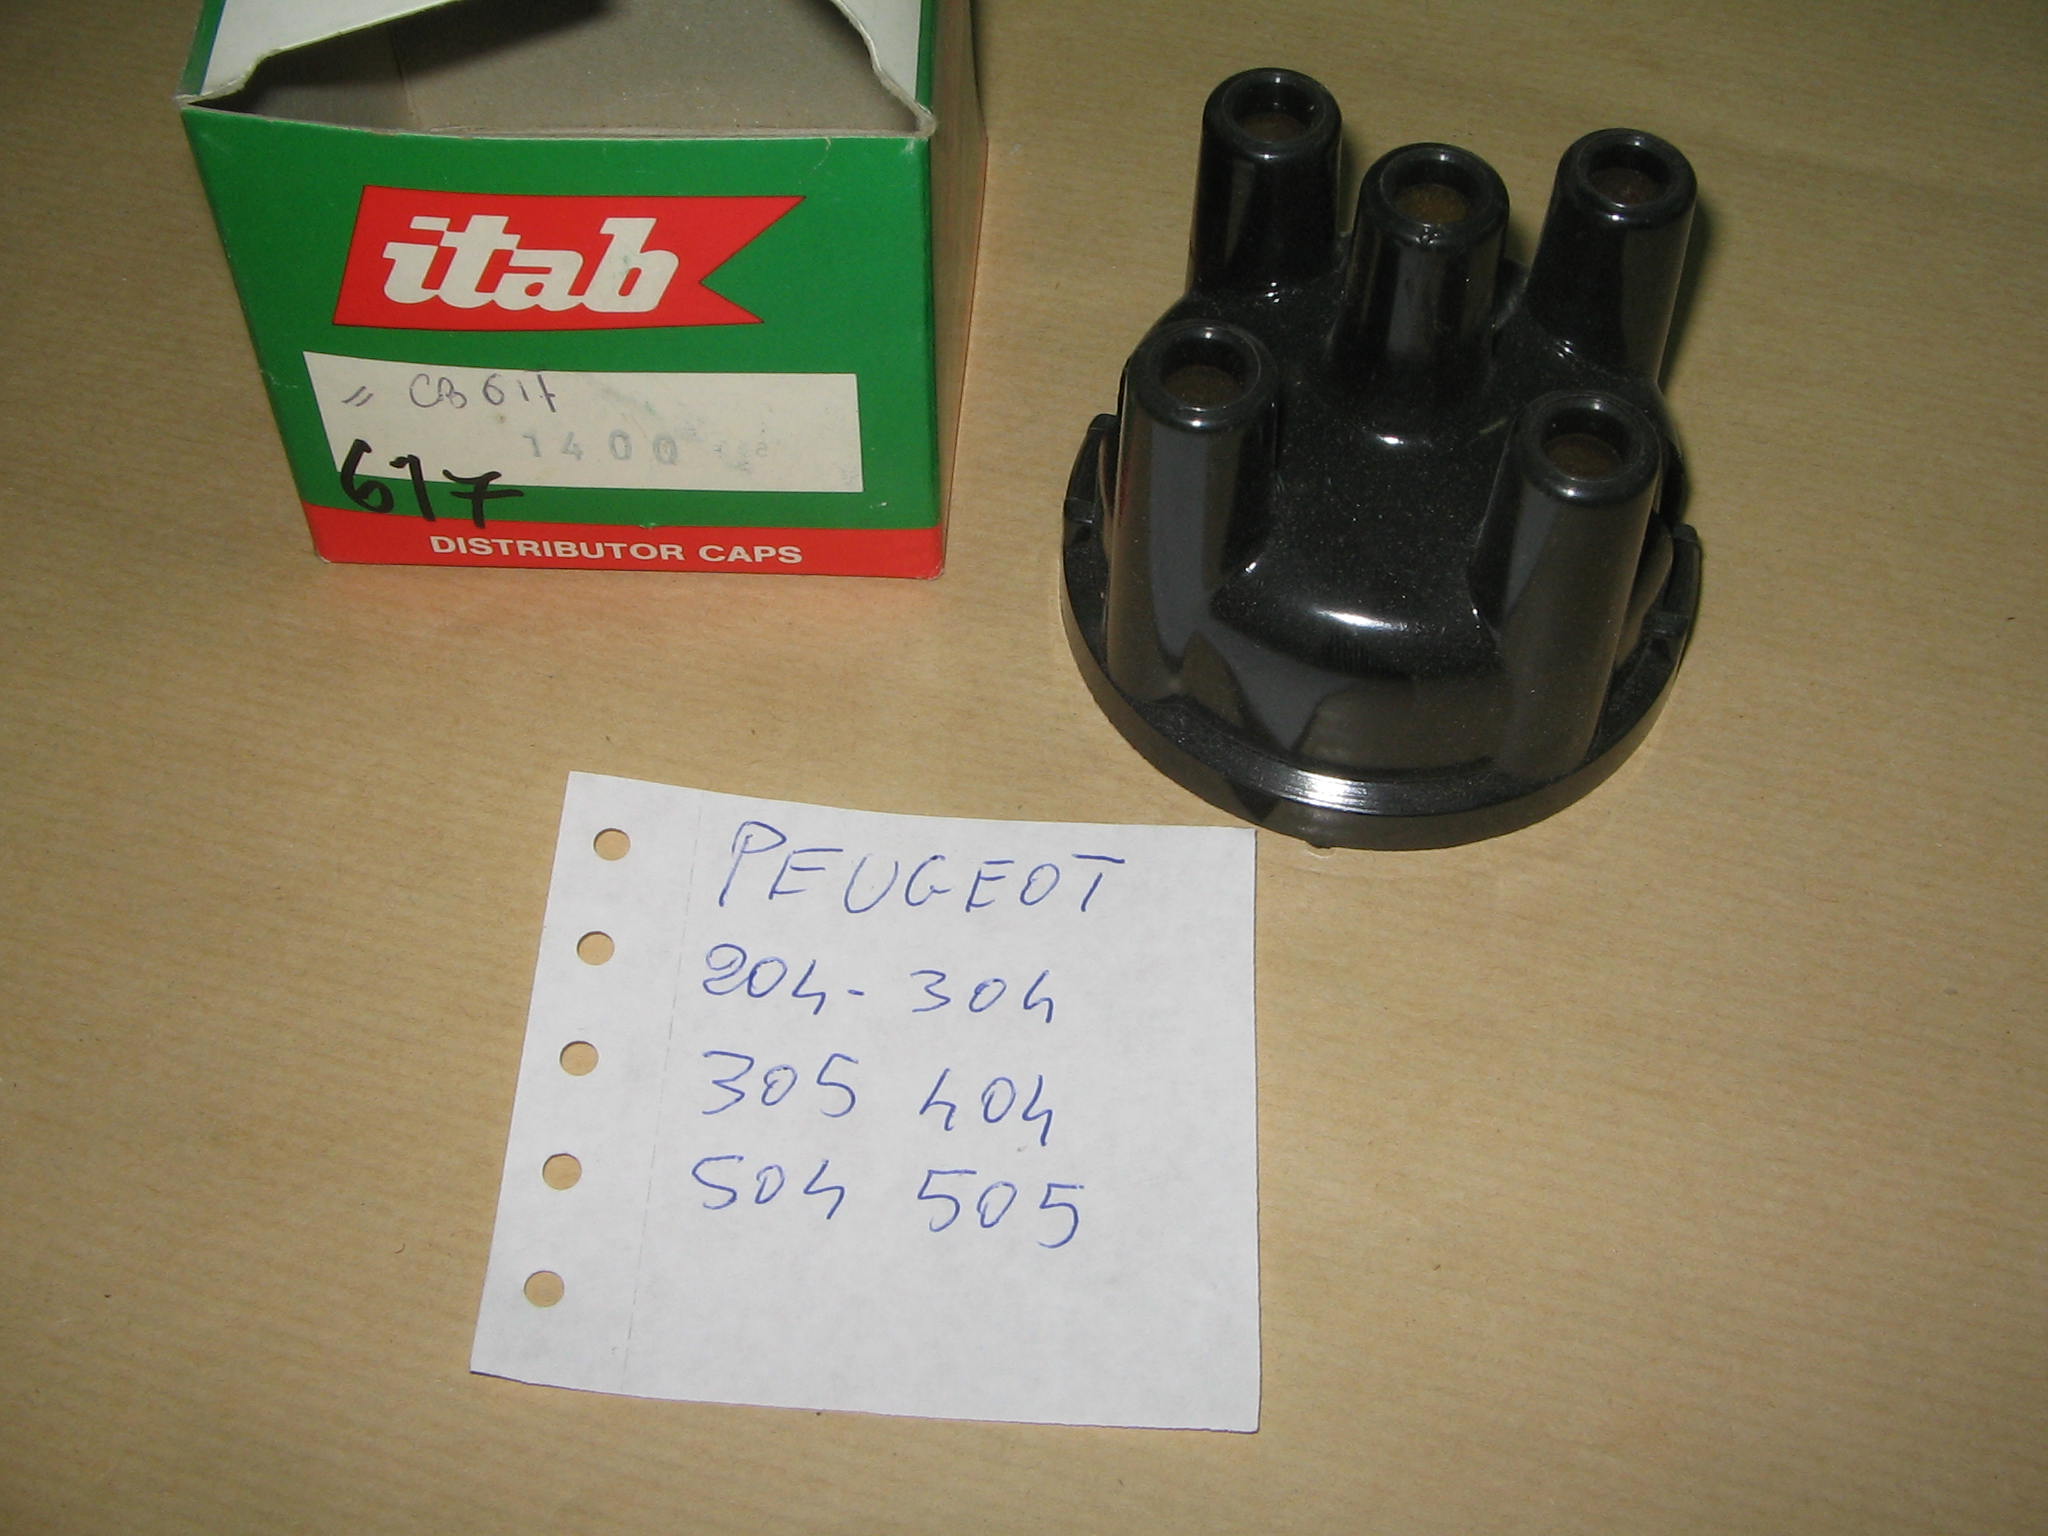 itab
" CB 617
1400
617
DISTRIBUTOR CAPS
PEUGEOT
204 - 304
305 404
504 505